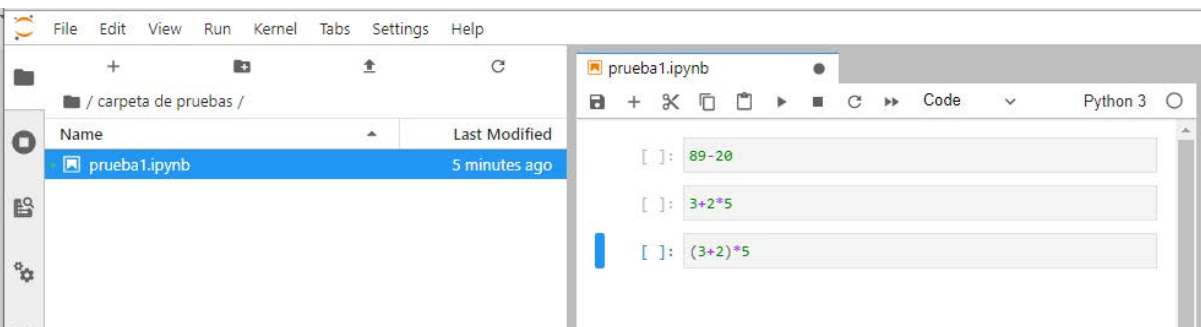 File Edit View Run Kernel Tabs Settings Help
/ carpeta de pruebas /
Name Last Modified
prueba1.ipynb 5 minutes ago
prueba1.ipynb
Code Python 3
[ ]: 89-20
[ ]: 3+2*5
[ ]: (3+2)*5